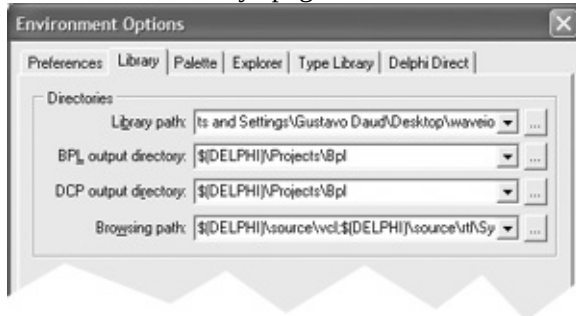 Environment Options
Preferences Library Palette Explorer Type Library Delphi Direct
Directories
Library path: ts and Settings\Gustavo Daud\Desktop\waveio ...
BPL output directory: $(DELPHI)\Projects\Bpl ...
DCP output directory: $(DELPHI)\Projects\Bpl ...
Browsing path: $(DELPHI)\source\vcl;$(DELPHI)\source\rtl\Sy ...